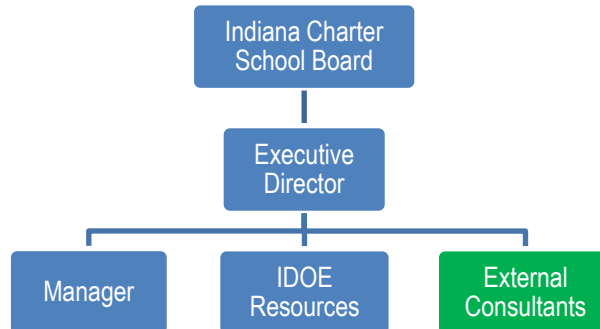 Indiana Charter
School Board
Executive
Director
Manager
IDOE
Resources
External
Consultants